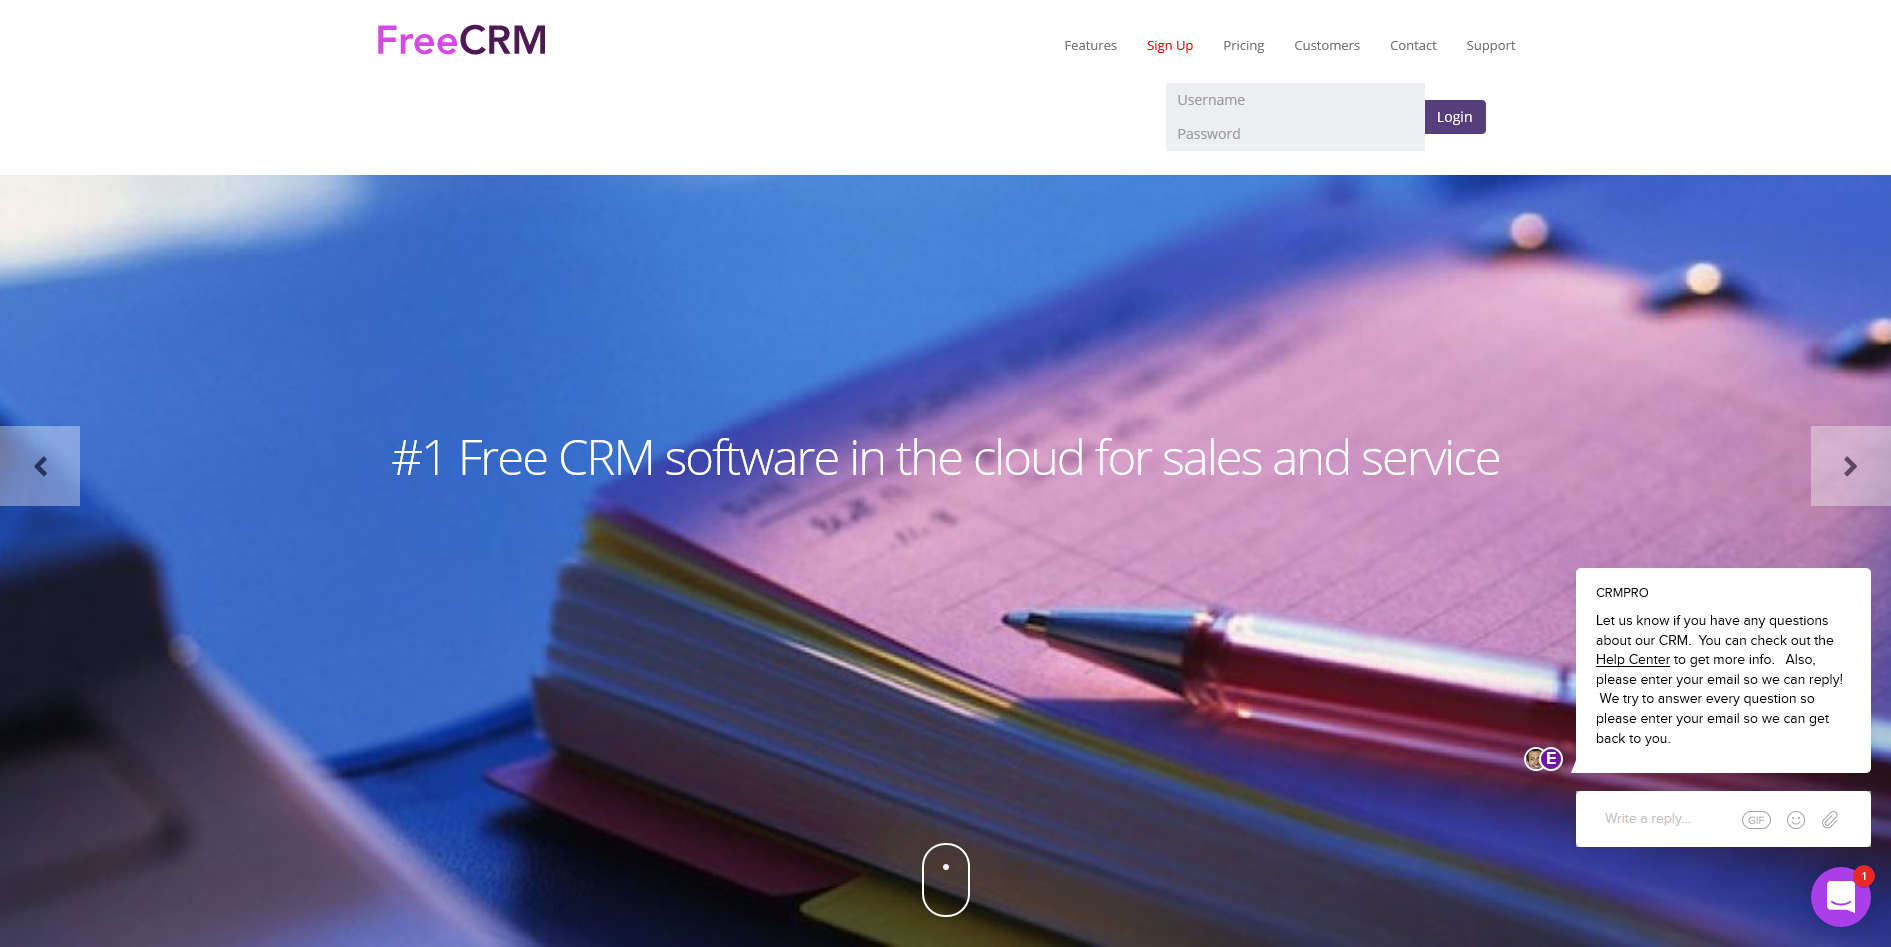 FreeCRM
Features Sign Up Pricing Customers Contact Support
Username
Login
Password
#1 Free CRM software in the cloud for sales and service
CRMPRO
Let us know if you have any questions
about our CRM. You can check out the
Help Center to get more info. Also,
please enter your email so we can reply!
We try to answer every question so
please enter your email so we can get
back to you.
E
Write a reply...
GIF
1